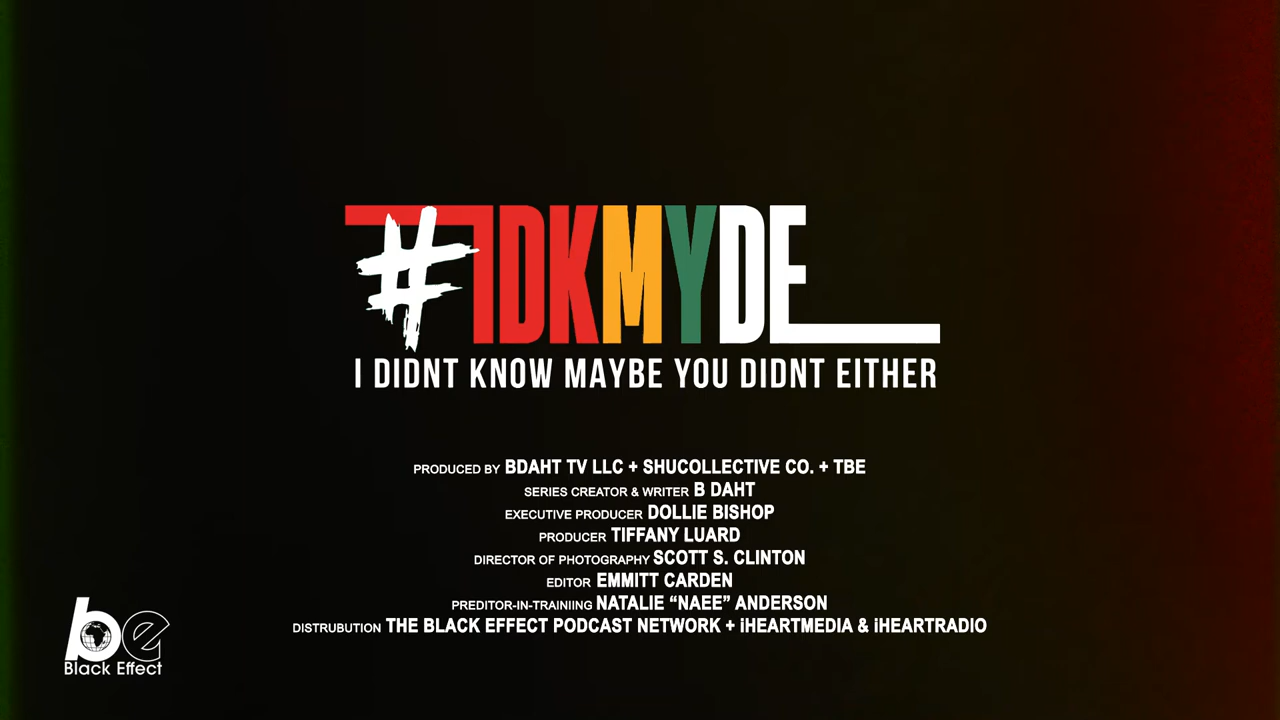 #IDKMYDE
I DIDNT KNOW MAYBE YOU DIDNT EITHER
PRODUCED BY BDAHT TV LLC + SHUCOLLECTIVE CO. + TBE
SERIES CREATOR & WRITER B DAHT
EXECUTIVE PRODUCER DOLLIE BISHOP
PRODUCER TIFFANY LUARD
DIRECTOR OF PHOTOGRAPHY SCOTT S. CLINTON
EDITOR EMMITT CARDEN
PREDITOR-IN-TRAINIING NATALIE “NAEE” ANDERSON
DISTRUBUTION THE BLACK EFFECT PODCAST NETWORK + iHEARTMEDIA & iHEARTRADIO
be
Black Effect